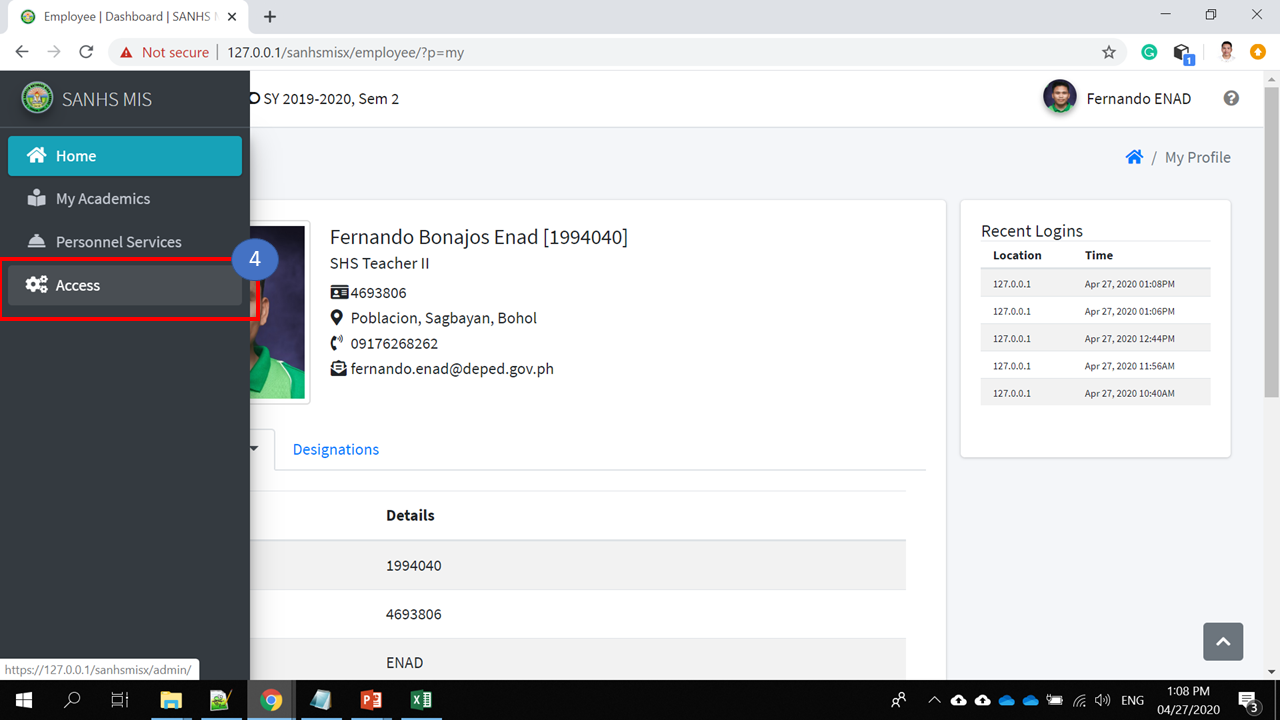 Employee | Dashboard | SANHS M
Not secure
127.0.0.1/sanhsmisx/employee/?p=my
1
SANHS MIS
SY 2019-2020, Sem 2
Fernando ENAD
Home
/ My Profile
My Academics
Personnel Services
Access
4
Fernando Bonajos Enad [1994040]
SHS Teacher II
4693806
Poblacion, Sagbayan, Bohol
09176268262
fernando.enad@deped.gov.ph
Recent Logins
Location Time
127.0.0.1 Apr 27, 2020 01:08PM
127.0.0.1 Apr 27, 2020 01:06PM
127.0.0.1 Apr 27, 2020 12:44PM
127.0.0.1 Apr 27, 2020 11:56AM
127.0.0.1 Apr 27, 2020 10:40AM
Designations
Details
1994040
4693806
ENAD
https://127.0.0.1/sanhsmisx/admin/
ENG
1:08 PM
04/27/2020
3